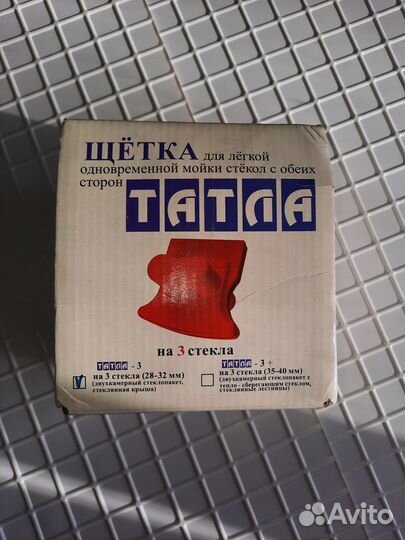 ЩЁТКА для лёгкой
одновременной мойки стёкол с обеих
сторон ТАТЛА
на 3 стекла
ТАТЛА - 3
на 3 стекла (28-32 мм)
(двухкамерный стеклопакет,
стеклянная крыша)
ТАТЛА - 3 +
на 3 стекла (35-40 мм)
(двухкамерный стеклопакет с
тепло - сберегающим стеклом,
стеклянные лестницы)
Avito